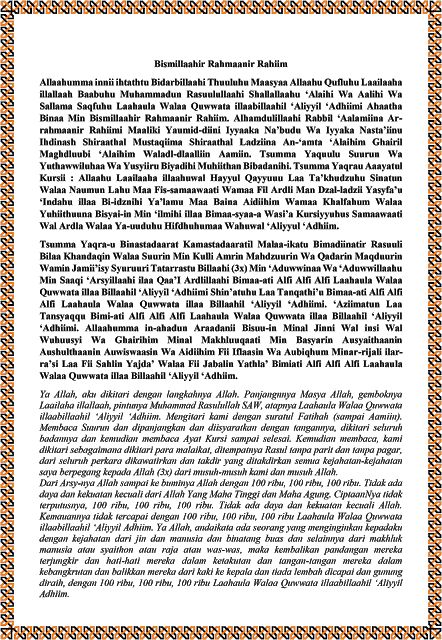 Bismillaahir Rahmaanir Rahiim
Allaahumma innii ihtathtu Bidarbillaahi Thuuluhu Maasyaa Allaahu Qufluhu Laailaaha
illallaah Baabuhu Muhammadun Rasuulullaahi Shallallaahu ‘Alaihi Wa Aalihi Wa
Sallama Saqfuhu Laahaula Walaa Quwwata illaabillaahil ‘Aliyyil ‘Adhiimi Ahaatha
Binaa Min Bismillaahir Rahmaanir Rahiim. Alhamdulillaahi Rabbil ‘Aalamiina Ar-
rahmaanir Rahiimi Maaliki Yaumid-diini Iyyaaka Na’budu Wa Iyyaka Nasta’iinu
Ihdinash Shiraathal Mustaqiima Shiraathal Ladziina An-‘amta ‘Alaihim Ghairil
Maghdluubi ‘Alaihim Waladl-dlaalliin Aamiin. Tsumma Yaquulu Suurun Wa
Yuthawwiluhaa Wa Yusyiiru Biyadihi Muhiithan Bibadanihi. Tsumma Yaqrau Aaayatul
Kursii : Allaahu Laailaaha illaahuwal Hayyul Qayyuuu Laa Ta’khudzuhu Sinatun
Walaa Naumun Lahu Maa Fis-samaawaati Wamaa Fil Ardli Man Dzal-ladzii Yasyfa’u
‘Indahu illaa Bi-idznihi Ya’lamu Maa Baina Aidiihim Wamaa Khalfahum Walaa
Yuhiithuuna Bisyai-in Min ‘ilmihi illaa Bimaa-syaa-a Wasi’a Kursiyyuhus Samaawaati
Wal Ardla Walaa Ya-uuduhu Hifdhuhumaa Wahuwal ‘Aliyyul ‘Adhiim.
Tsumma Yaqra-u Binastadaarat Kamastadaaratil Malaa-ikatu Bimadiinatir Rasuuli
Bilaa Khandaqin Walaa Suurin Min Kulli Amrin Mahdzuurin Wa Qadarin Maqduurin
Wamin Jamii’isy Syuruuri Tatarrastu Billaahi (3x) Min ‘Aduwwinaa Wa ‘Aduwwillaahu
Min Saaqi ‘Arsyillaahi ilaa Qaa’I Ardlillaahi Bimaa-ati Alfi Alfi Alfi Laahaula Walaa
Quwwata illaa Billaahil ‘Aliyyil ‘Adhiimi Shin’atuhu Laa Tanqathi’u Bimaa-ati Alfi Alfi
Alfi Laahaula Walaa Quwwata illaa Billaahil ‘Aliyyil ‘Adhiimi. ‘Aziimatun Laa
Tansyaqqu Bimi-ati Alfi Alfi Alfi Laahaula Walaa Quwwata illaa Billaahil ‘Aliyyil
‘Adhiimi. Allaahumma in-ahadun Araadanii Bisuu-in Minal Jinni Wal insi Wal
Wuhuusyi Wa Ghairihim Minal Makhluuqaati Min Basyarin Ausyaithaanin
Aushulthaanin Auwiswaasin Wa Aidiihim Fii Iflaasin Wa Aubiqhum Minar-rijali ilar-
ra’si Laa Fii Sahlin Yajda’ Walaa Fii Jabalin Yathla’ Bimiati Alfi Alfi Alfi Laahaula
Walaa Quwwata illaa Billaahil ‘Aliyyil ‘Adhiim.
Ya Allah, aku dikitari dengan langkahnya Allah. Panjangunya Masya Allah, gemboknya
Laailaha illallaah, pintunya Muhammad Rasulullah SAW, atapnya Laahaula Walaa Quwwata
illaabillaahil ‘Aliyyil ‘Adhiim. Mengitari kami dengan suratul Fatihah (sampai Aamiin).
Membaca Suurun dan dipanjangkan dan diisyaratkan dengan tangannya, dikitari seluruh
badannya dan kemudian membaca Ayat Kursi sampai selesai. Kemudian membaca, kami
dikitari sebagaimana dikitari para malaikat, ditempatnya Rasul tanpa parit dan tanpa pagar,
dari seluruh perkara dikawatirkan dan takdir yang ditakdirkan semua kejahatan-kejahatan
saya berpegang kepada Allah (3x) dari musuh-musuh kami dan musuh Allah.
Dari Arsy-nya Allah sampai ke buminya Allah dengan 100 ribu, 100 ribu, 100 ribu. Tidak ada
daya dan kekuatan kecuali dari Allah Yang Maha Tinggi dan Maha Agung. CiptaanNya tidak
terputusnya, 100 ribu, 100 ribu, 100 ribu. Tidak ada daya dan kekuatan kecuali Allah.
Kemauannya tidak tercapai dengan 100 ribu, 100 ribu, 100 ribu Laahaula Walaa Quwwata
illaabillaahil ‘Aliyyil Adhiim. Ya Allah, andaikata ada seorang yang menginginkan kepadaku
dengan kejahatan dari jin dan manusia dan binatang buas dan selainnya dari makhluk
manusia atau syaithon atau raja atau was-was, maka kembalikan pandangan mereka
terjungkir dan hati-hati mereka dalam ketakutan dan tangan-tangan mereka dalam
kebangkrutan dan balikkan mereka dari kaki ke kepala dan tiada lembah dicapai dan gunung
diraih, dengan 100 ribu, 100 ribu, 100 ribu Laahaula Walaa Quwwata illaabillaahil ‘Aliyyil
Adhiim.